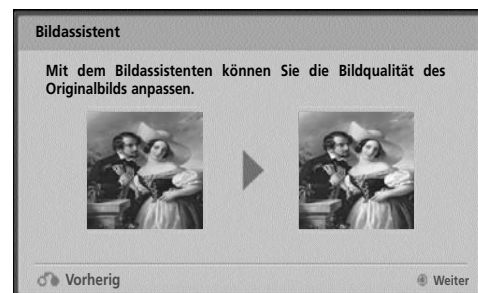 Bildassistent
Mit dem Bildassistenten können Sie die Bildqualität des
Originalbilds anpassen.
Vorherig
Weiter